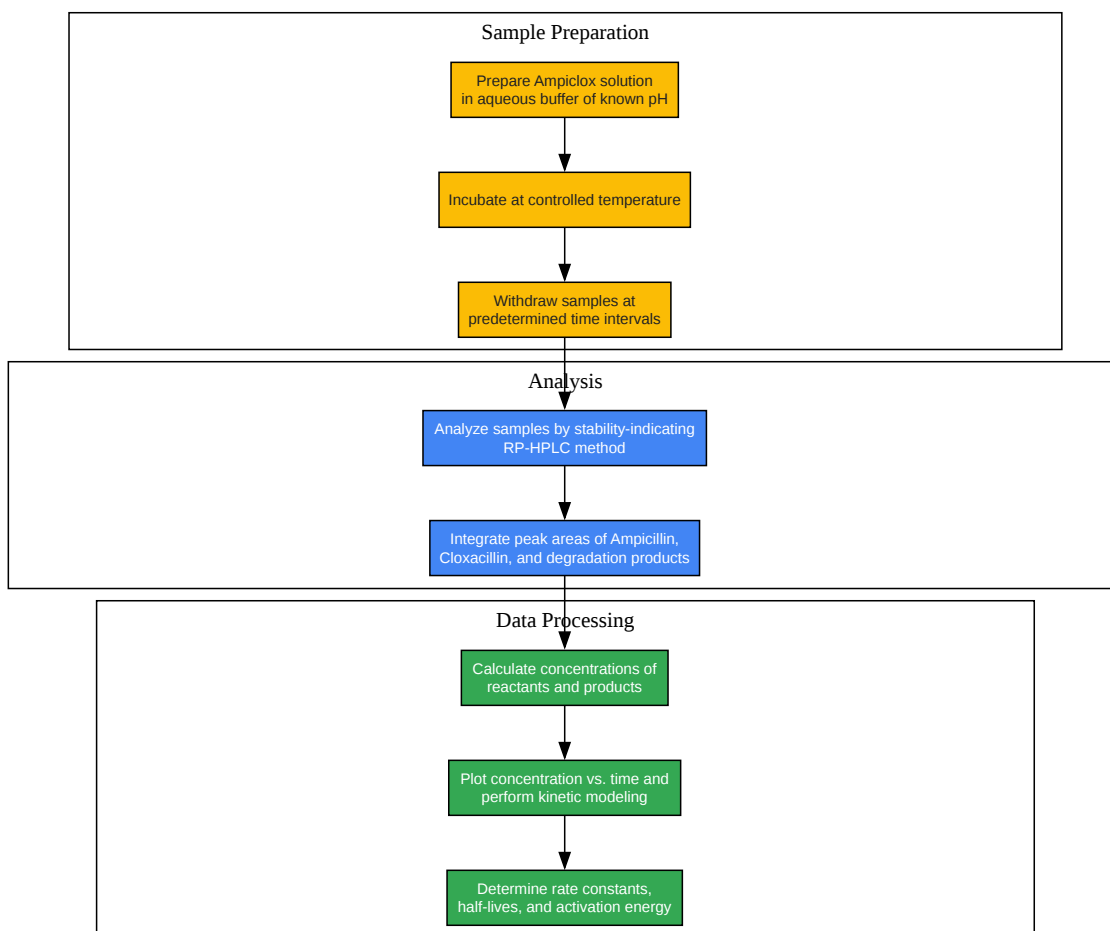 Sample Preparation
Prepare Ampiclox solution
in aqueous buffer of known pH
Incubate at controlled temperature
Withdraw samples at
predetermined time intervals
Analysis
Analyze samples by stability-indicating
RP-HPLC method
Integrate peak areas of Ampicillin,
Cloxacillin, and degradation products
Data Processing
Calculate concentrations of
reactants and products
Plot concentration vs. time and
perform kinetic modeling
Determine rate constants,
half-lives, and activation energy